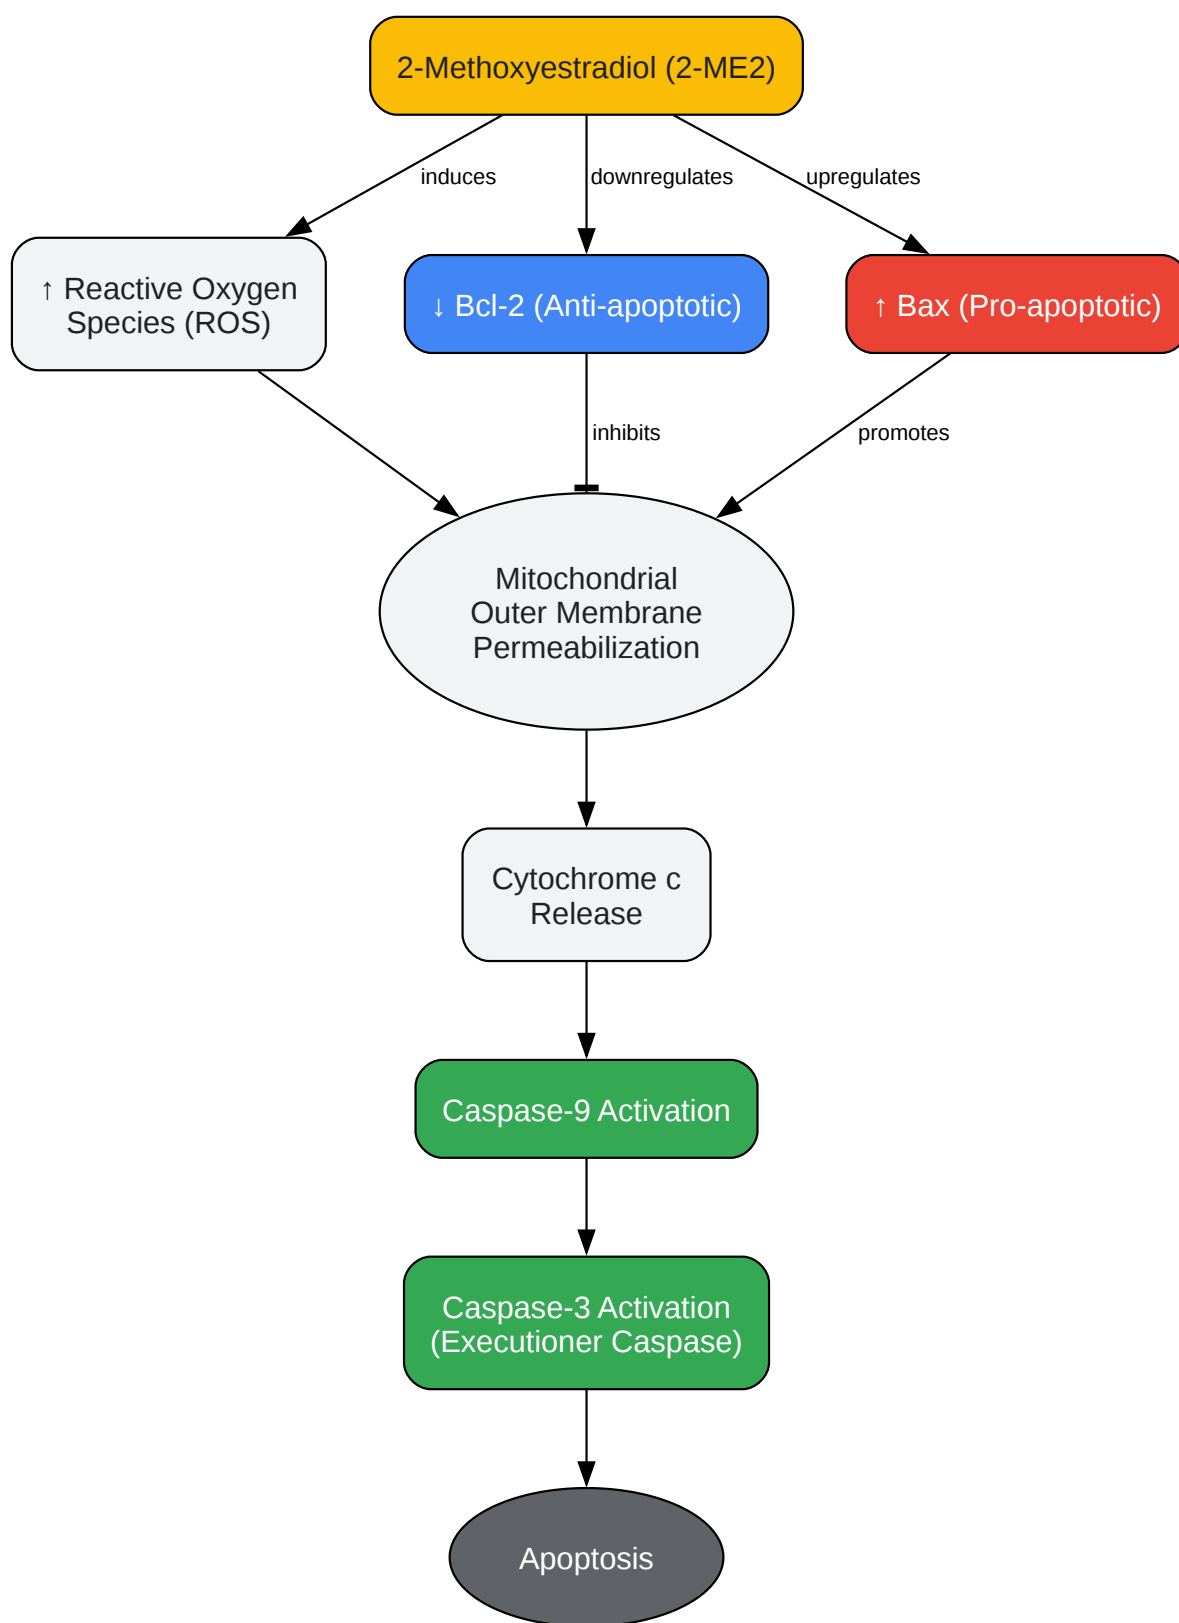 2-Methoxyestradiol (2-ME2)
induces
downregulates
upregulates
↑ Reactive Oxygen
Species (ROS)
↓ Bcl-2 (Anti-apoptotic)
↑ Bax (Pro-apoptotic)
inhibits
promotes
Mitochondrial
Outer Membrane
Permeabilization
Cytochrome c
Release
Caspase-9 Activation
Caspase-3 Activation
(Executioner Caspase)
Apoptosis